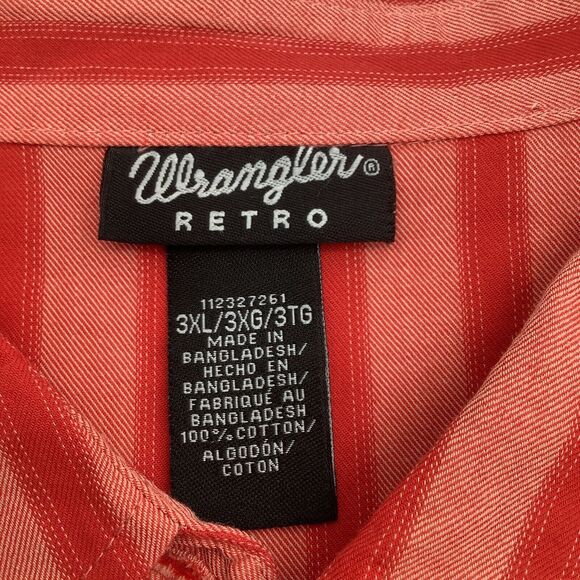 Wrangler®
RETRO
112327261
3XL/3XG/3TG
MADE IN
BANGLADESH/
HECHO EN
BANGLADESH/
FABRIQUÉ AU
BANGLADESH
100% COTTON/
ALGODÓN/
COTON